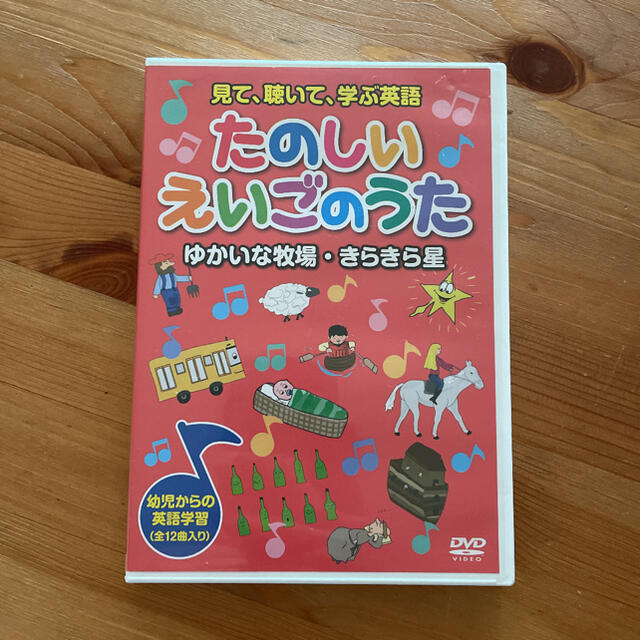 見て、聴いて、学ぶ英語
たのしい
えいごのうた
ゆかいな牧場・きらきら星
幼児からの
英語学習
(全12曲入り)
DVD
VIDEO